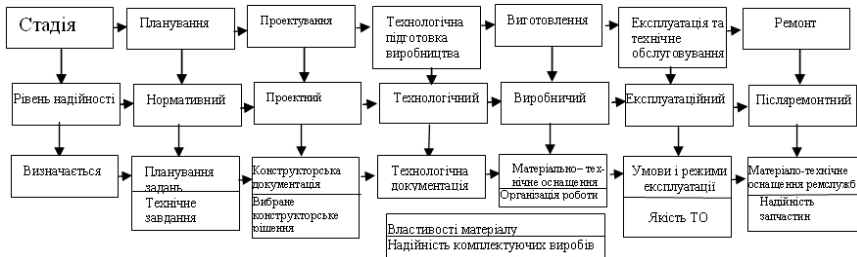 Стадія
Планування
Проектування
Технологічна
підготовка
виробництва
Виготовлення
Експлуатація та
технічне
обслуговування
Ремонт
Рівень надійності
Нормативний
Проектний
Технологічний
Виробничий
Експлуатаційний
Післяремонтний
Визначається
Планування
задань
Технічне
завдання
Конструкторська
документація
Вибране
конструкторське
рішення
Технологічна
документація
Матеріально– тех-
нічне оснащення
Організація роботи
Умови і режими
експлуатації
Якість ТО
Матеріало-технічне
оснащення ремслужб
Надійність
запчастин
Властивості матеріалу
Надійність комплектуючих виробів